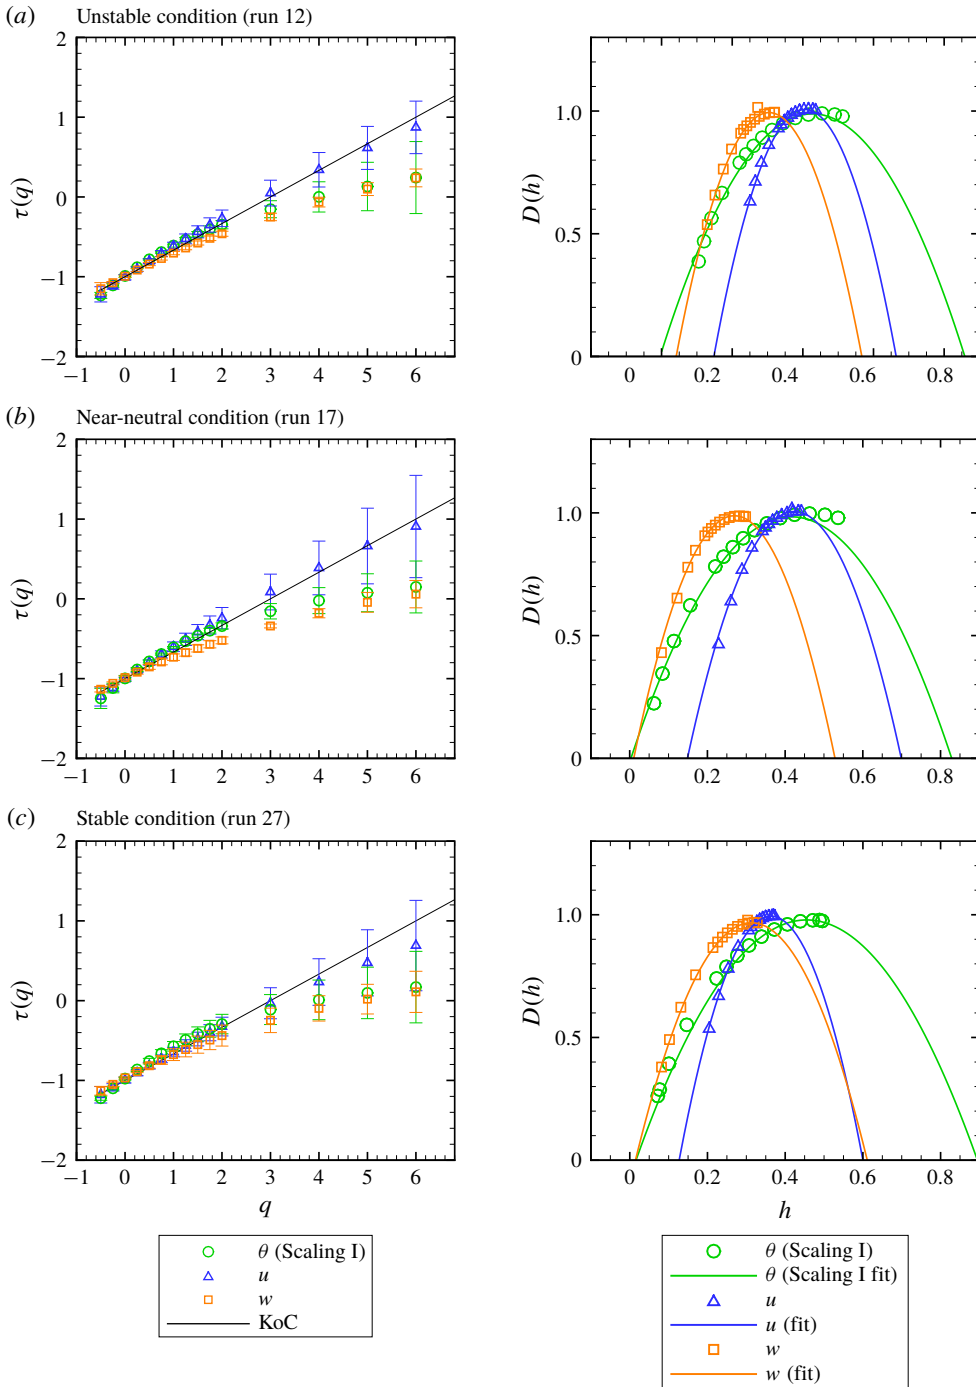 (a) Unstable condition (run 12)
2
1
0
−1
−2
τ(q)
−1 0 1 2 3 4 5 6
1.0
0.5
0
D(h)
0 0.2 0.4 0.6 0.8
(b) Near-neutral condition (run 17)
2
1
0
−1
−2
τ(q)
−1 0 1 2 3 4 5 6
1.0
0.5
0
D(h)
0 0.2 0.4 0.6 0.8
(c) Stable condition (run 27)
2
1
0
−1
−2
τ(q)
−1 0 1 2 3 4 5 6
q
1.0
0.5
0
D(h)
0 0.2 0.4 0.6 0.8
h
θ (Scaling I)
u
w
KoC
θ (Scaling I)
θ (Scaling I fit)
u
u (fit)
w
w (fit)